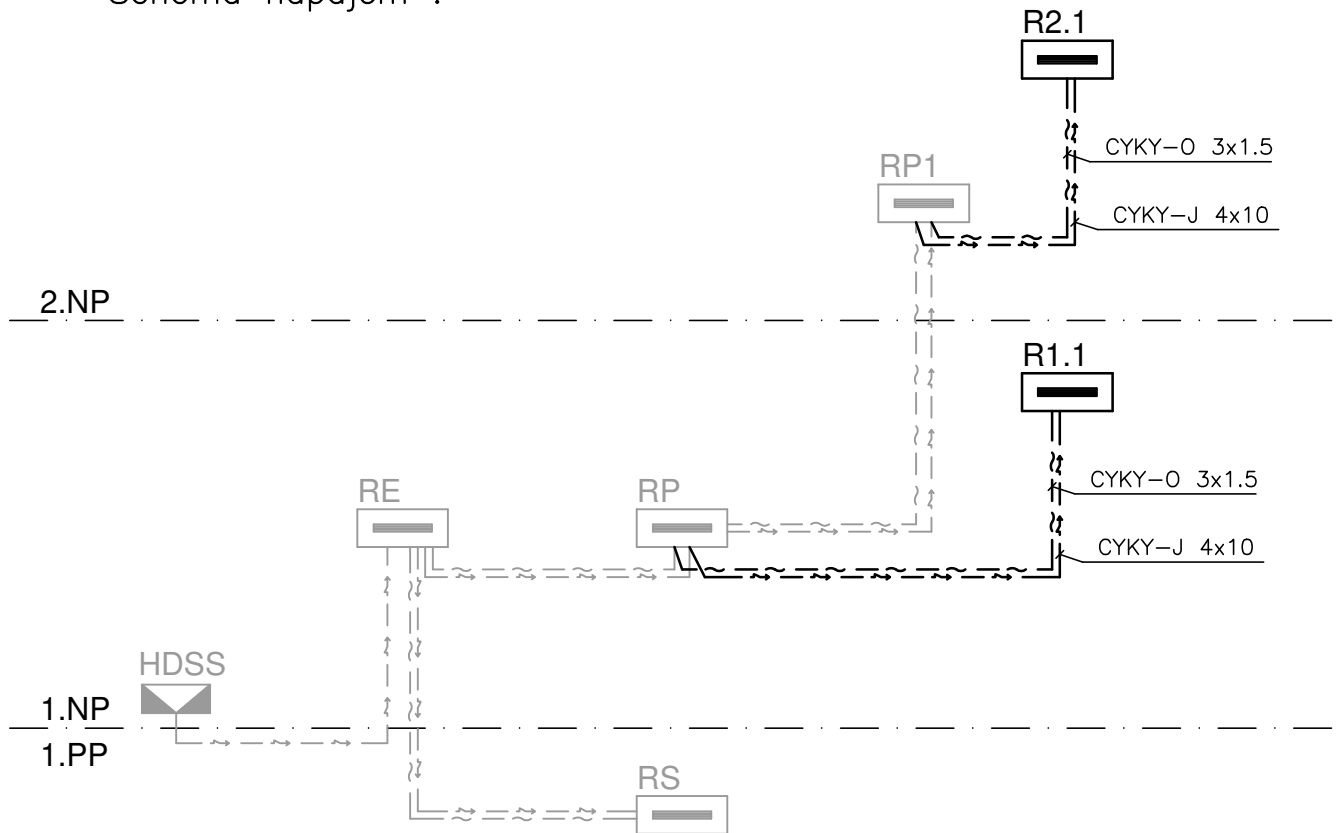 R2.1
CYKY-O 3x1.5
RP1
CYKY-J 4x10
2.NP
R1.1
RE
RP
CYKY-O 3x1.5
CYKY-J 4x10
HDSS
1.NP
1.PP
RS